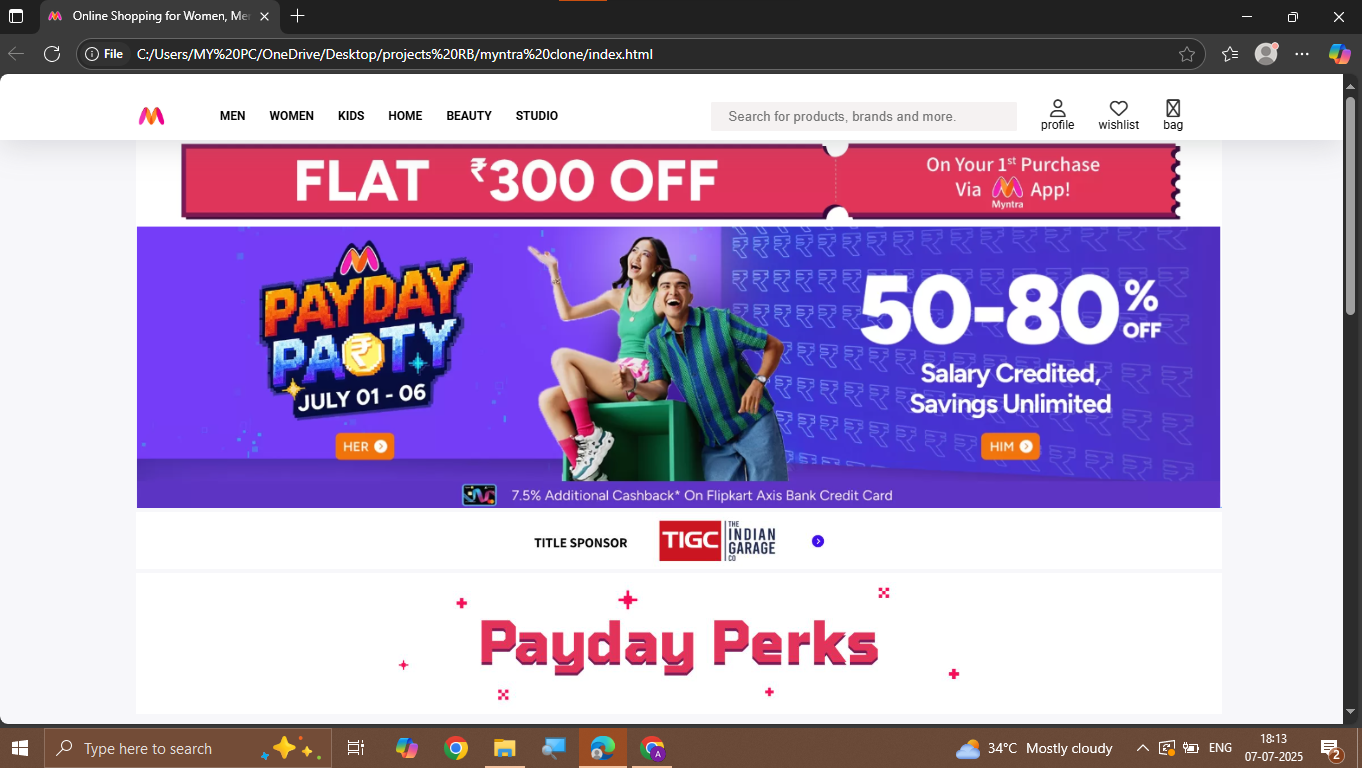 Online Shopping for Women, Me
File C:/Users/MY%20PC/OneDrive/Desktop/projects%20RB/myntra%20clone/index.html
MEN WOMEN KIDS HOME BEAUTY STUDIO
Search for products, brands and more.
profile wishlist bag
FLAT ₹300 OFF
On Your 1st Purchase
Via Myntra App!
PAYDAY
PARTY
JULY 01 - 06
HER
50-80% OFF
Salary Credited,
Savings Unlimited
HIM
7.5% Additional Cashback* On Flipkart Axis Bank Credit Card
TITLE SPONSOR
TIGC THE
INDIAN
GARAGE
CO
Payday Perks
Type here to search
34°C Mostly cloudy
ENG
18:13
07-07-2025
2
A